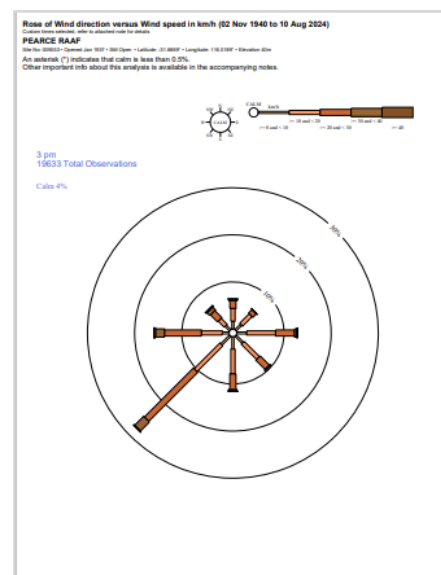 Rose of Wind direction versus Wind speed in km/h (02 Nov 1940 to 10 Aug 2024)
Custom times selected, refer to attached note for details
PEARCE RAAF
An asterisk (*) indicates that calm is less than 0.5%.
Other important info about this analysis is available in the accompanying notes.
CALM
km/h
CALM
3 pm
19633 Total Observations
Calm 4%
30%
20%
10%